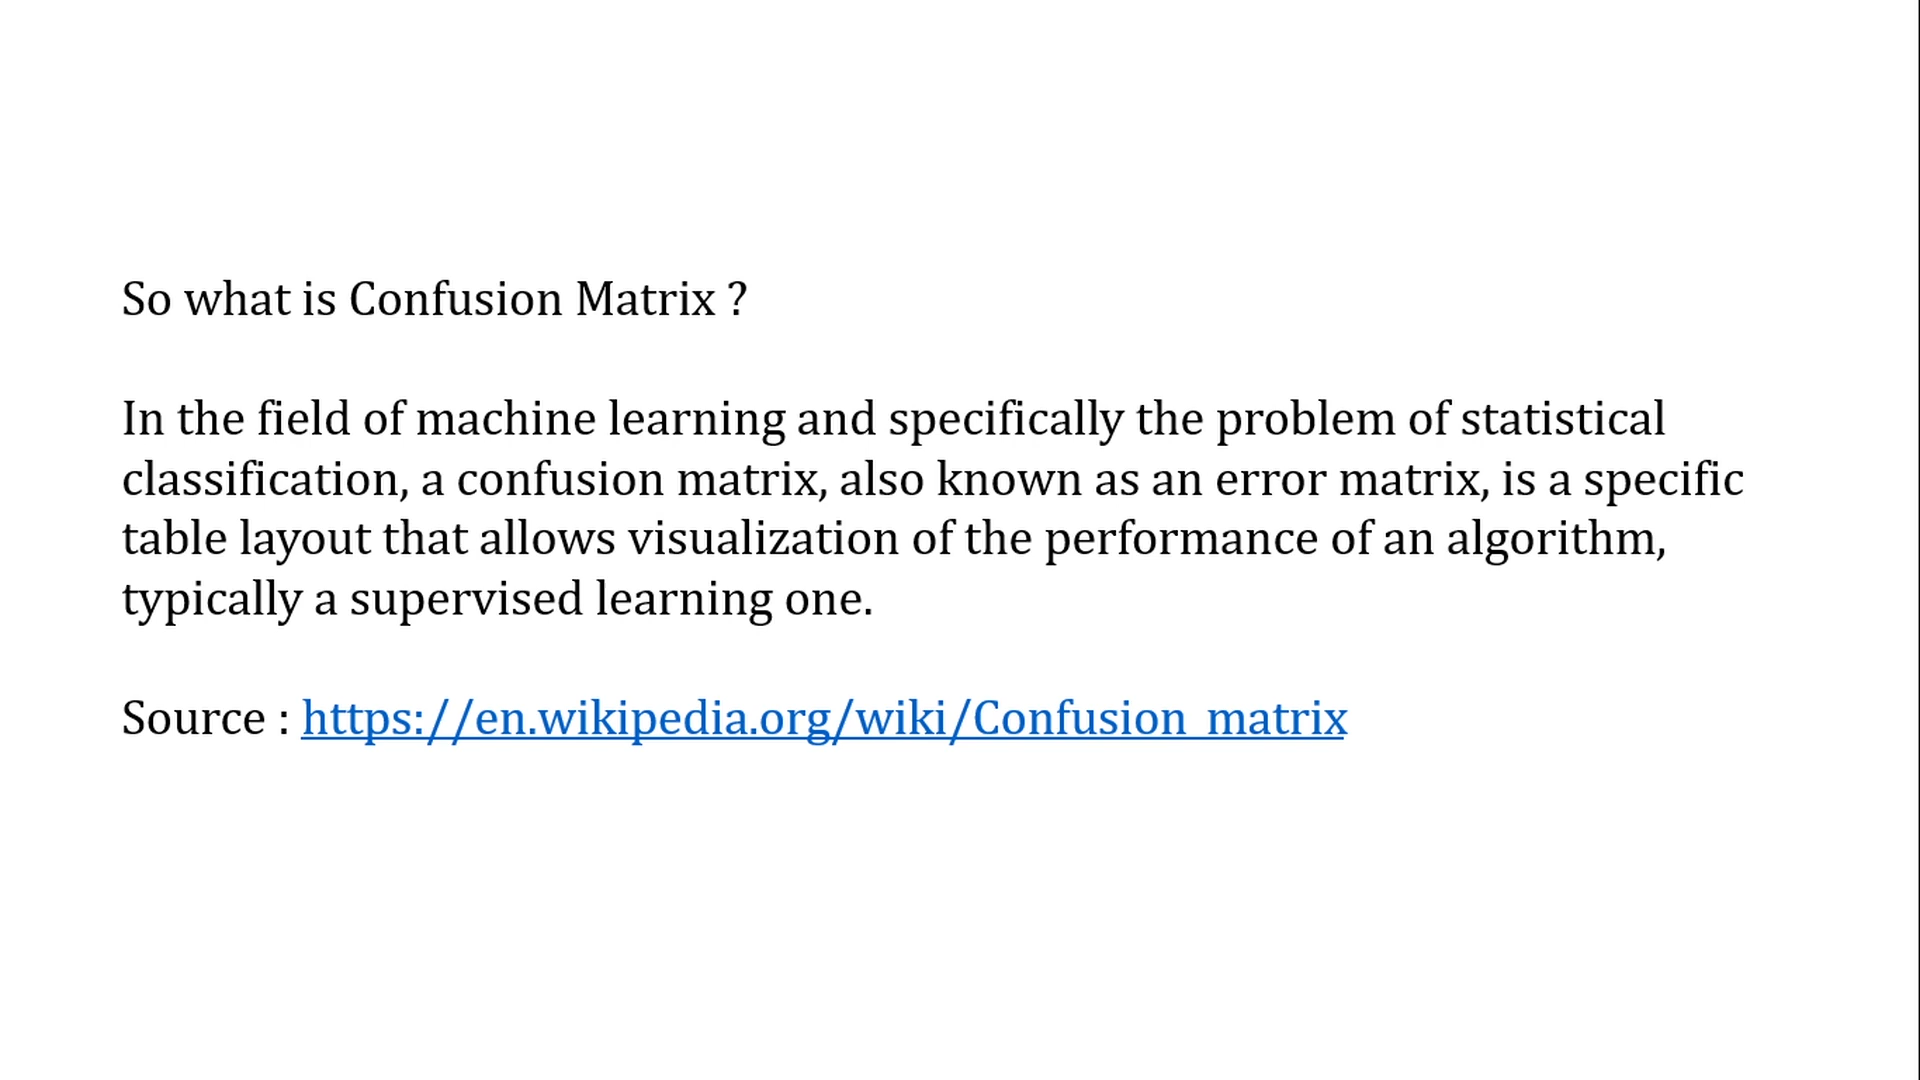 So what is Confusion Matrix ?
In the field of machine learning and specifically the problem of statistical
classification, a confusion matrix, also known as an error matrix, is a specific
table layout that allows visualization of the performance of an algorithm,
typically a supervised learning one.
Source : https://en.wikipedia.org/wiki/Confusion_matrix